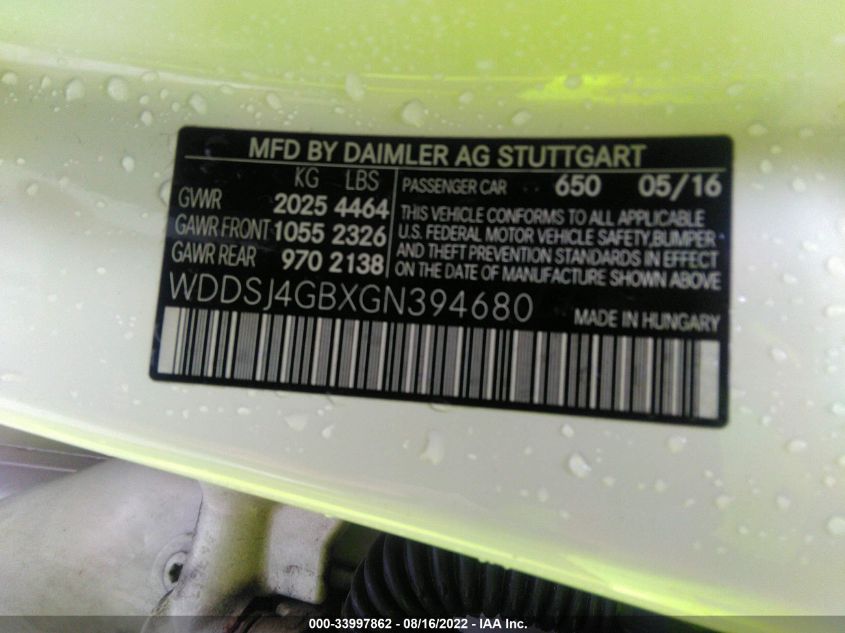 MFD BY DAIMLER AG STUTTGART
KG LBS
GVWR 2025 4464
GAWR FRONT 1055 2326
GAWR REAR 970 2138
PASSENGER CAR 650 05/16
THIS VEHICLE CONFORMS TO ALL APPLICABLE
U.S. FEDERAL MOTOR VEHICLE SAFETY, BUMPER
AND THEFT PREVENTION STANDARDS IN EFFECT
ON THE DATE OF MANUFACTURE SHOWN ABOVE
WDDSJ4GBXGN394680
MADE IN HUNGARY
000-33997862 - 08/16/2022 - IAA Inc.